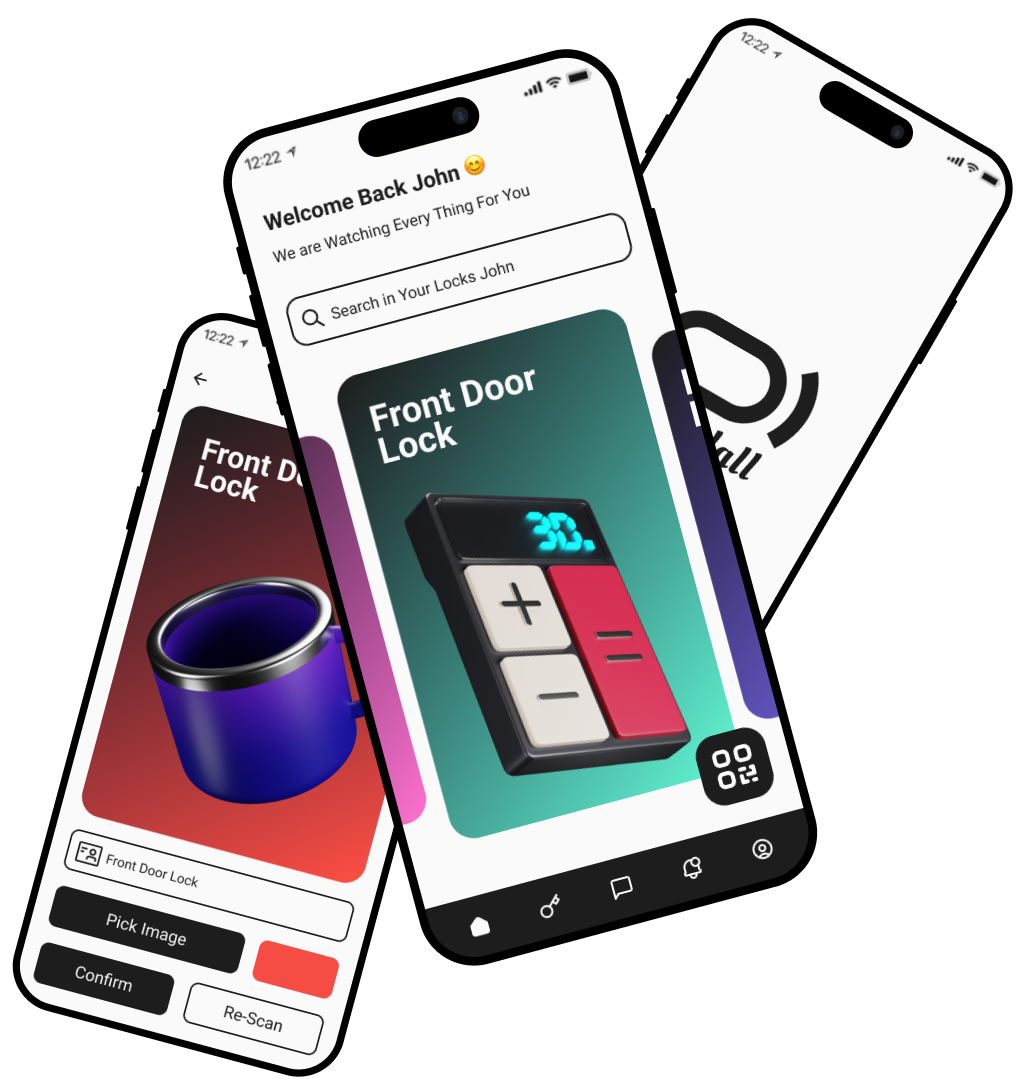 12:22
12:22
Welcome Back John 😊
We are Watching Every Thing For You
Search in Your Locks John
Front Door
Lock
30.
12:22
Front Do
Lock
Front Door Lock
Pick Image
Confirm
Re-Scan
all